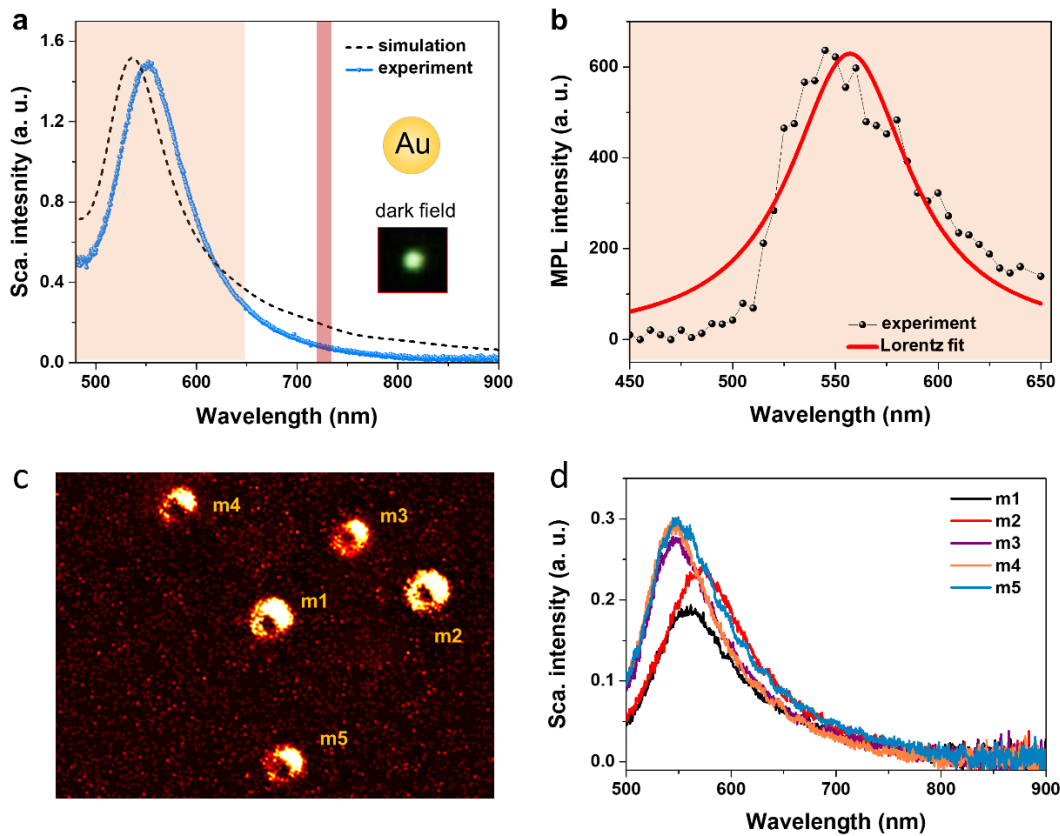 a
1.6
1.2
0.8
0.4
0.0
Sca. intesnity (a. u.)
simulation
experiment
Au
dark field
500 600 700 800 900
Wavelength (nm)
b
600
400
200
0
MPL intensity (a. u.)
experiment
Lorentz fit
450 500 550 600 650
Wavelength (nm)
c
m4
m3
m1
m2
m5
d
0.3
0.2
0.1
0.0
Sca. intensity (a. u.)
m1
m2
m3
m4
m5
500 600 700 800 900
Wavelength (nm)